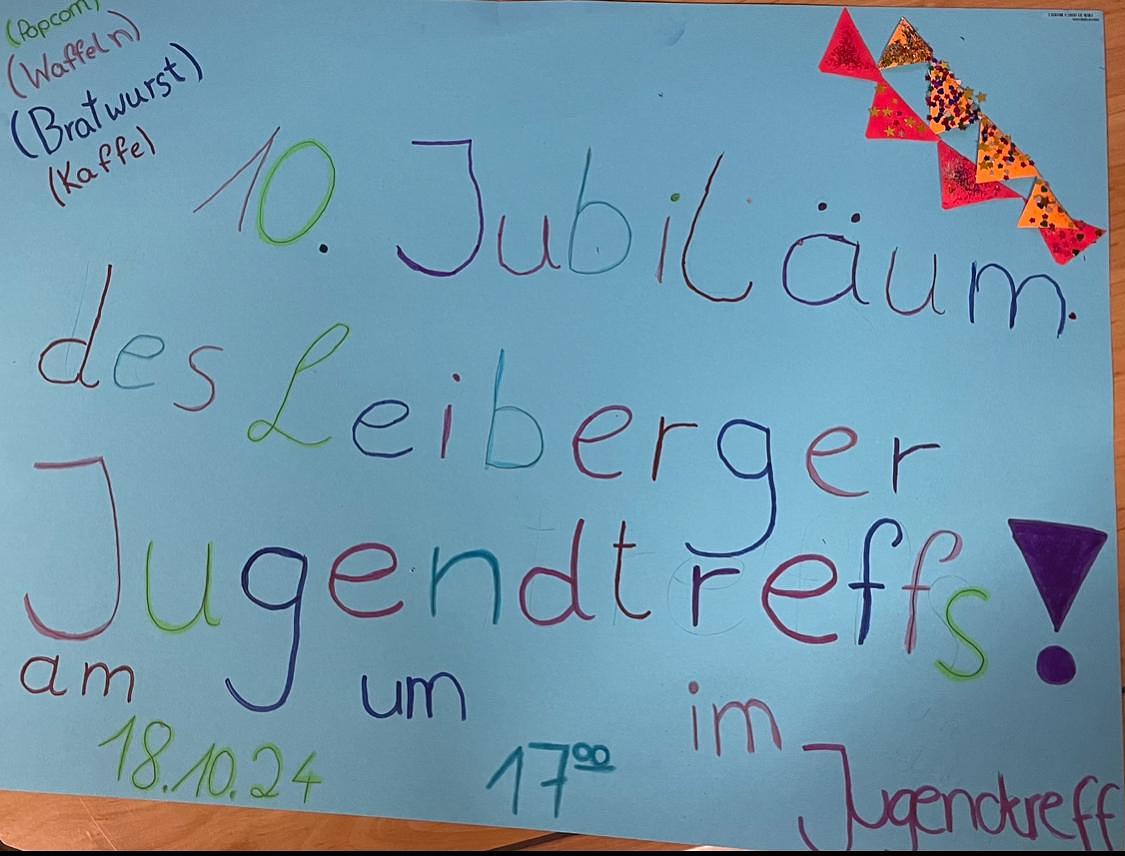 (Popcorn)
(Waffeln)
(Bratwurst)
(Kaffe)
10. Jubiläum.
des Leiberger
Jugendtreffs!
am um im
18.10.24 17⁰⁰ Jugendtreff